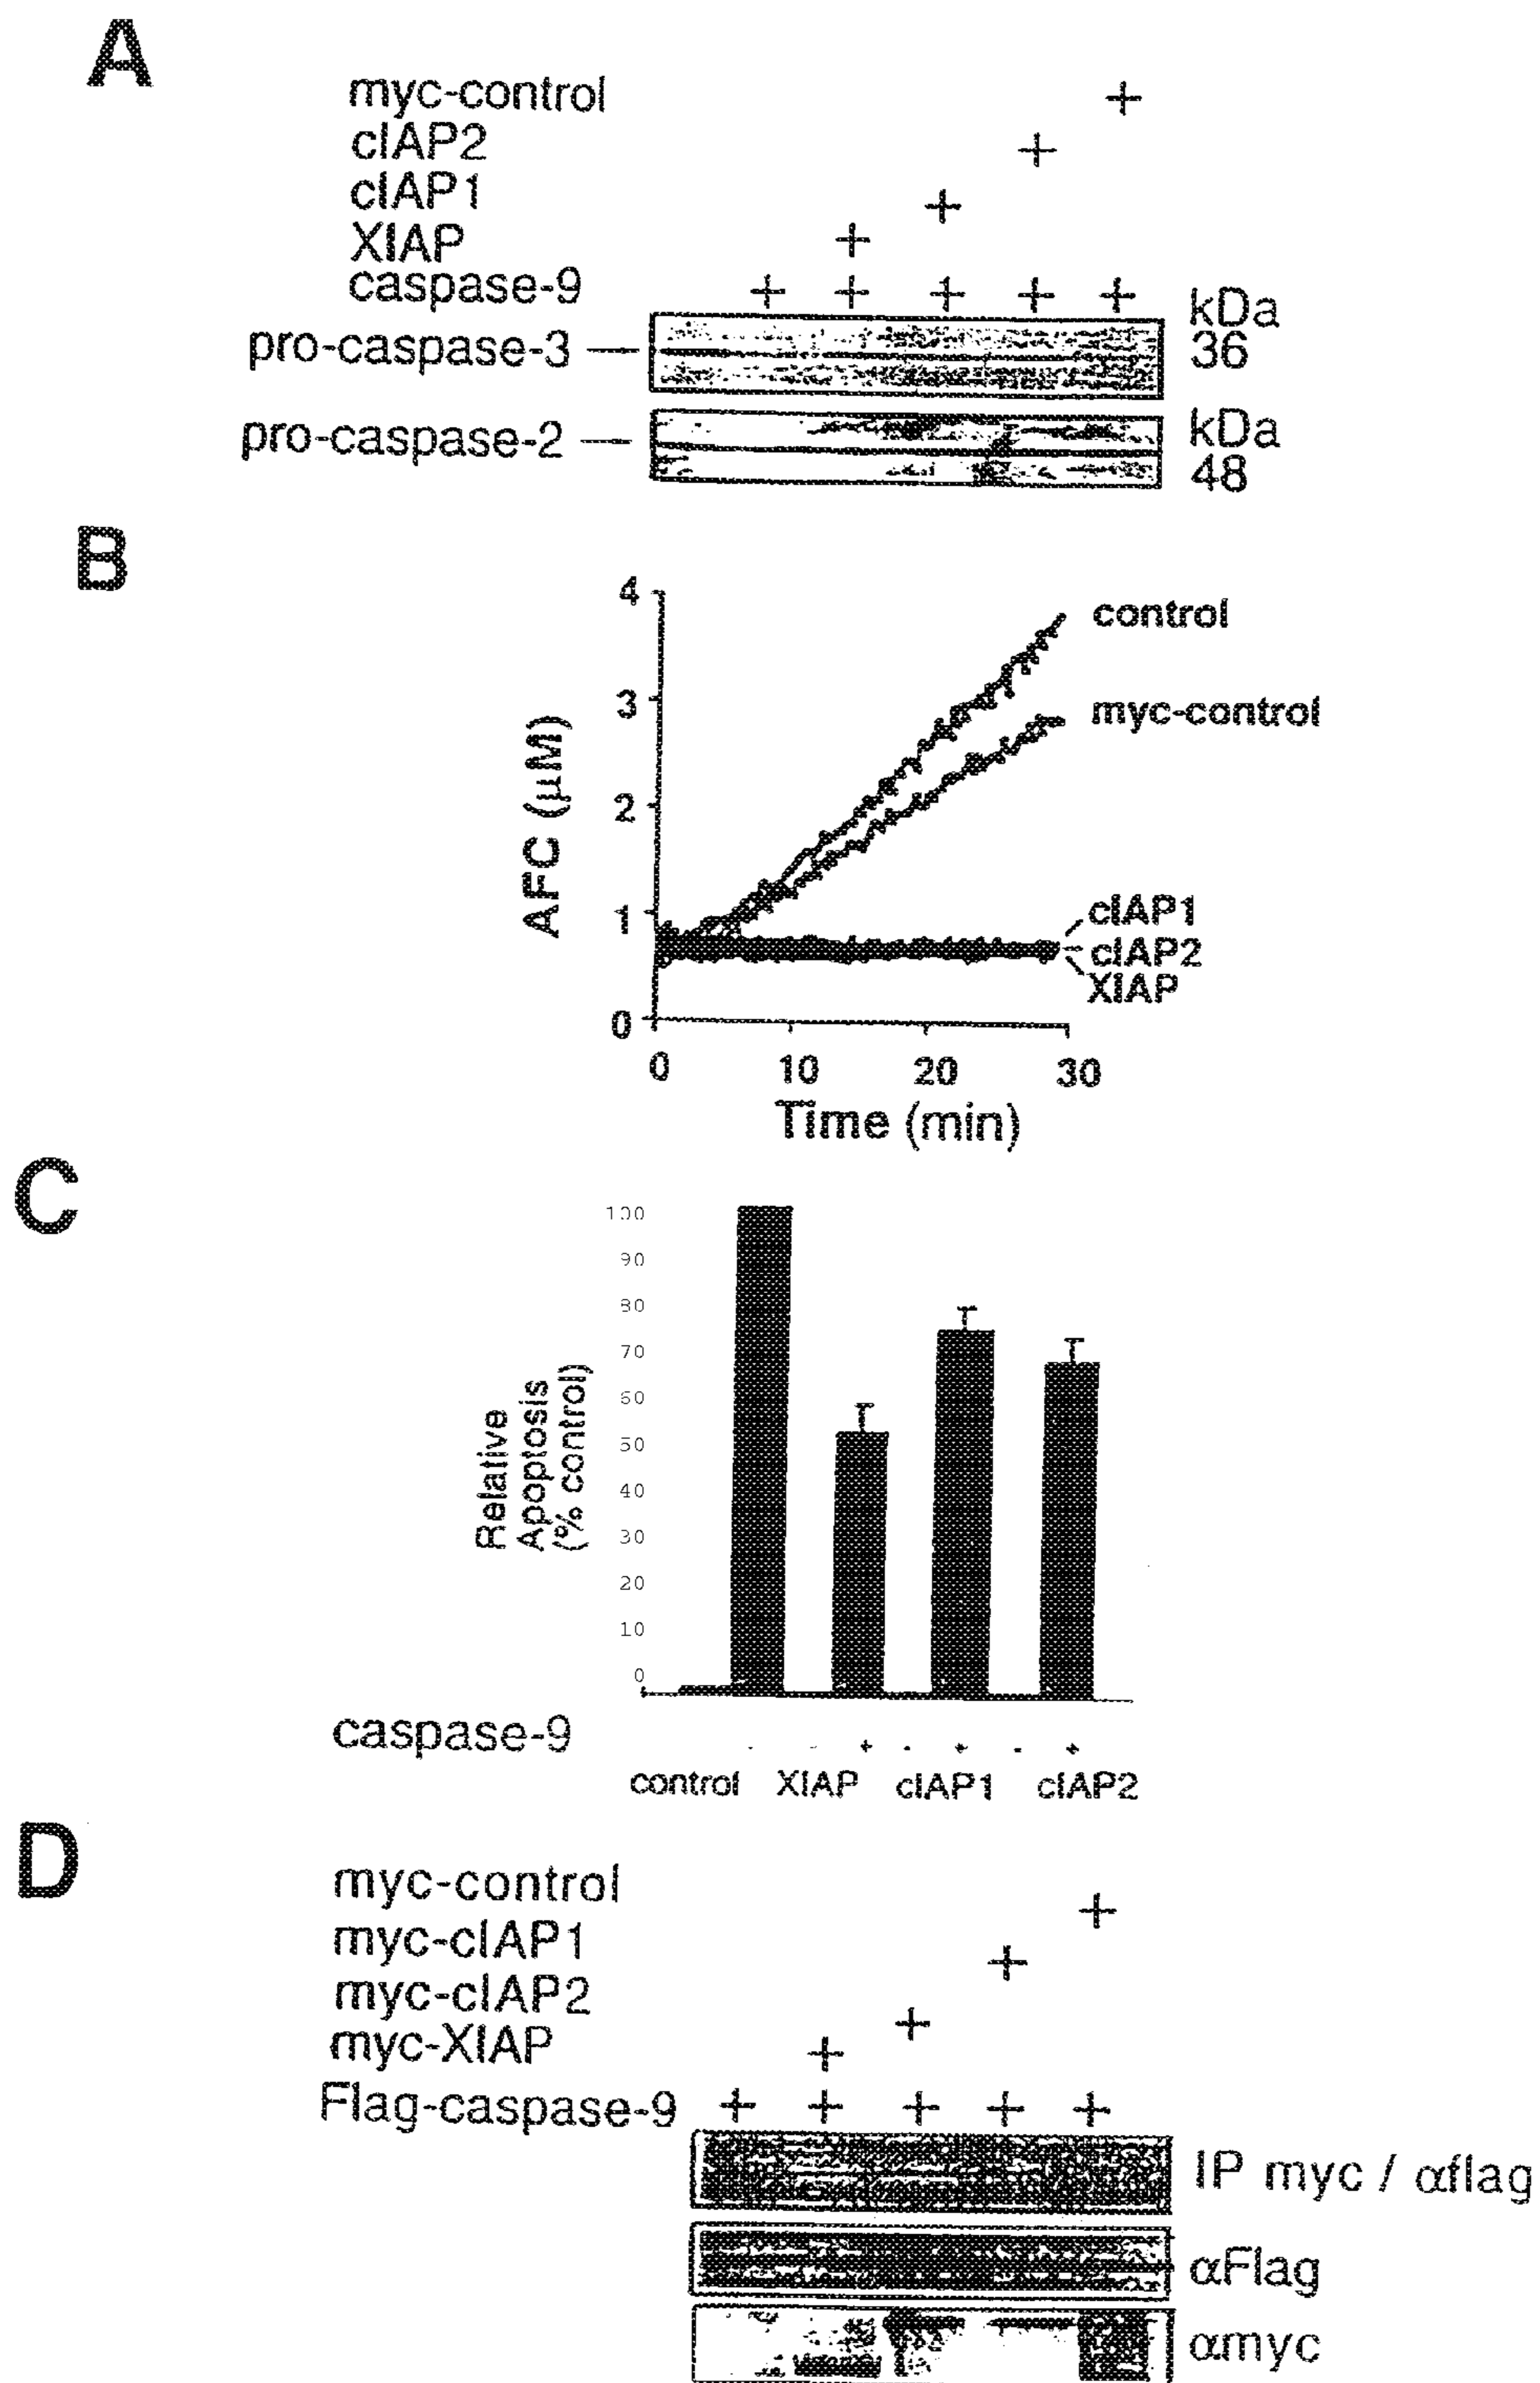 A
myc-control +
cIAP2 +
cIAP1 +
XIAP +
caspase-9 + + + + +
kDa
pro-caspase-3 36
kDa
pro-caspase-2
48
B
4
control
3
myc-control
AFC (µM)
2
1
cIAP1
cIAP2
XIAP
0
0 10 20 30
Time (min)
C
100
90
80
70
60
50
40
30
20
10
0
Relative
Apoptosis
(% control)
caspase-9 - - + - + - +
control XIAP cIAP1 cIAP2
D
myc-control +
myc-cIAP1 +
myc-cIAP2 +
myc-XIAP +
Flag-caspase-9 + + + + +
IP myc / αflag
αFlag
αmyc